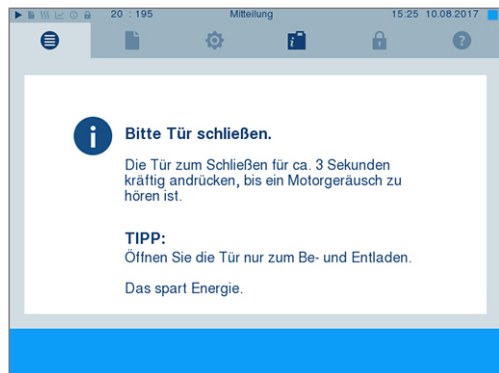 20 : 195 Mitteilung 15:25 10.08.2017
Bitte Tür schließen.
Die Tür zum Schließen für ca. 3 Sekunden
kräftig andrücken, bis ein Motorgeräusch zu
hören ist.
TIPP:
Öffnen Sie die Tür nur zum Be- und Entladen.
Das spart Energie.